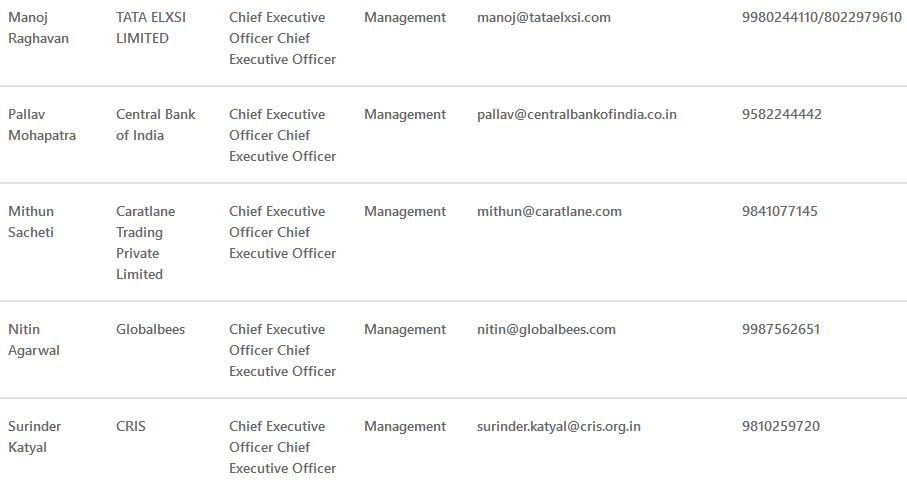 Manoj Raghavan TATA ELXSI LIMITED Chief Executive Officer Chief Executive Officer Management manoj@tataelxsi.com 9980244110/8022979610
Pallav Mohapatra Central Bank of India Chief Executive Officer Chief Executive Officer Management pallav@centralbankofindia.co.in 9582244442
Mithun Sacheti Caratlane Trading Private Limited Chief Executive Officer Chief Executive Officer Management mithun@caratlane.com 9841077145
Nitin Agarwal Globalbees Chief Executive Officer Chief Executive Officer Management nitin@globalbees.com 9987562651
Surinder Katyal CRIS Chief Executive Officer Chief Executive Officer Management surinder.katyal@cris.org.in 9810259720